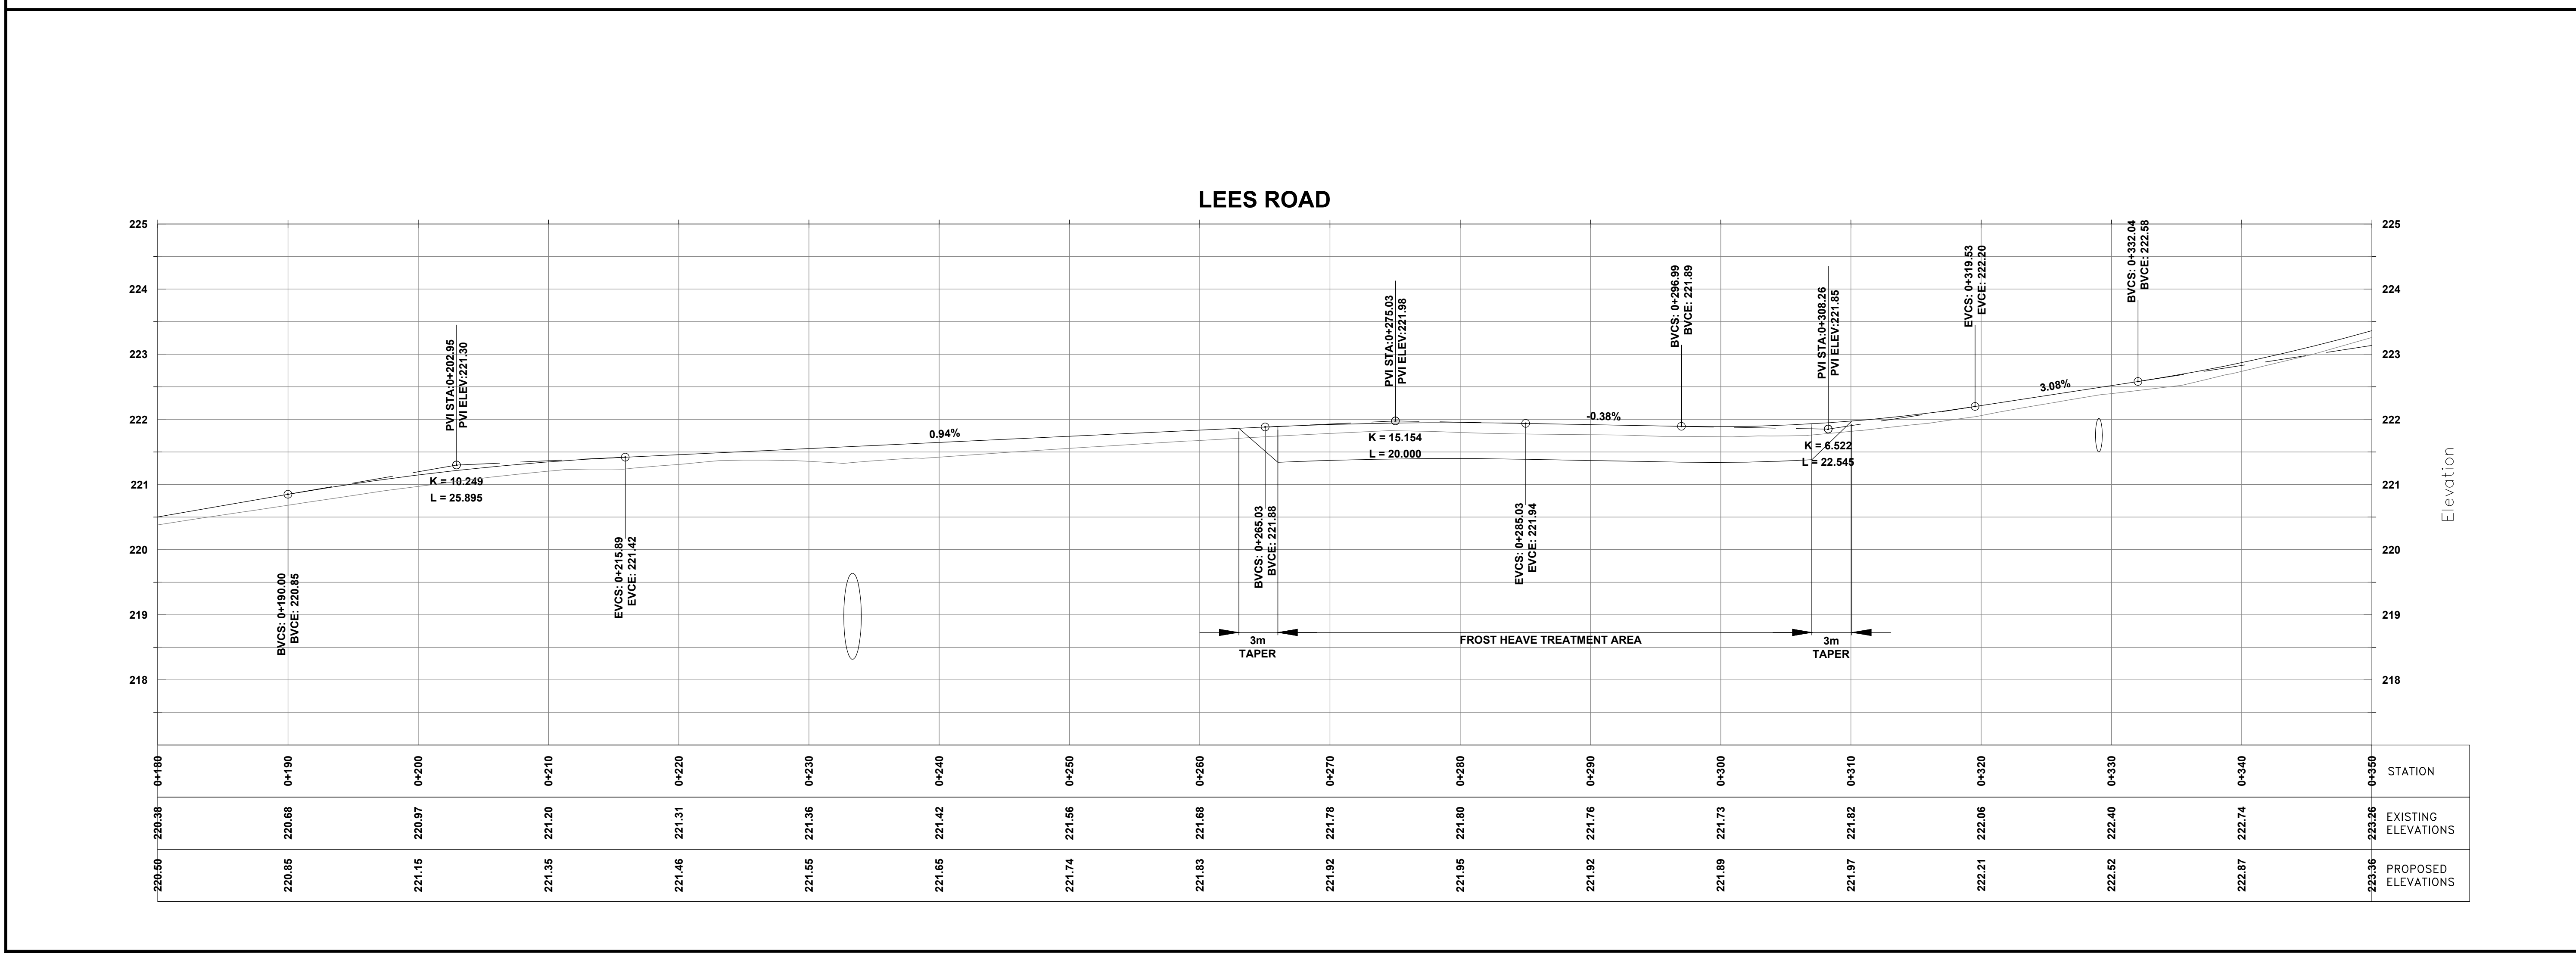 LEES ROAD
225
224
223
222
221
220
219
218
225
224
223
222
221
220
219
218
Elevation
BVCS: 0+190.00
BVCE: 220.85
PVI STA:0+202.95
PVI ELEV:221.30
K = 10.249
L = 25.895
EVCS: 0+215.89
EVCE: 221.42
0.94%
BVCS: 0+265.03
BVCE: 221.88
PVI STA:0+275.03
PVI ELEV:221.98
K = 15.154
L = 20.000
EVCS: 0+285.03
EVCE: 221.94
-0.38%
BVCS: 0+296.99
BVCE: 221.89
PVI STA:0+308.26
PVI ELEV:221.85
K = 6.522
L = 22.545
EVCS: 0+319.53
EVCE: 222.20
3.08%
BVCS: 0+332.04
BVCE: 222.58
3m
TAPER
FROST HEAVE TREATMENT AREA
3m
TAPER
0+180 0+190 0+200 0+210 0+220 0+230 0+240 0+250 0+260 0+270 0+280 0+290 0+300 0+310 0+320 0+330 0+340 0+350 STATION
220.38 220.68 220.97 221.20 221.31 221.36 221.42 221.56 221.68 221.78 221.80 221.76 221.73 221.82 222.06 222.40 222.74 223.26 EXISTING
ELEVATIONS
220.50 220.85 221.15 221.35 221.46 221.55 221.65 221.74 221.83 221.92 221.95 221.92 221.89 221.97 222.21 222.52 222.87 223.36 PROPOSED
ELEVATIONS